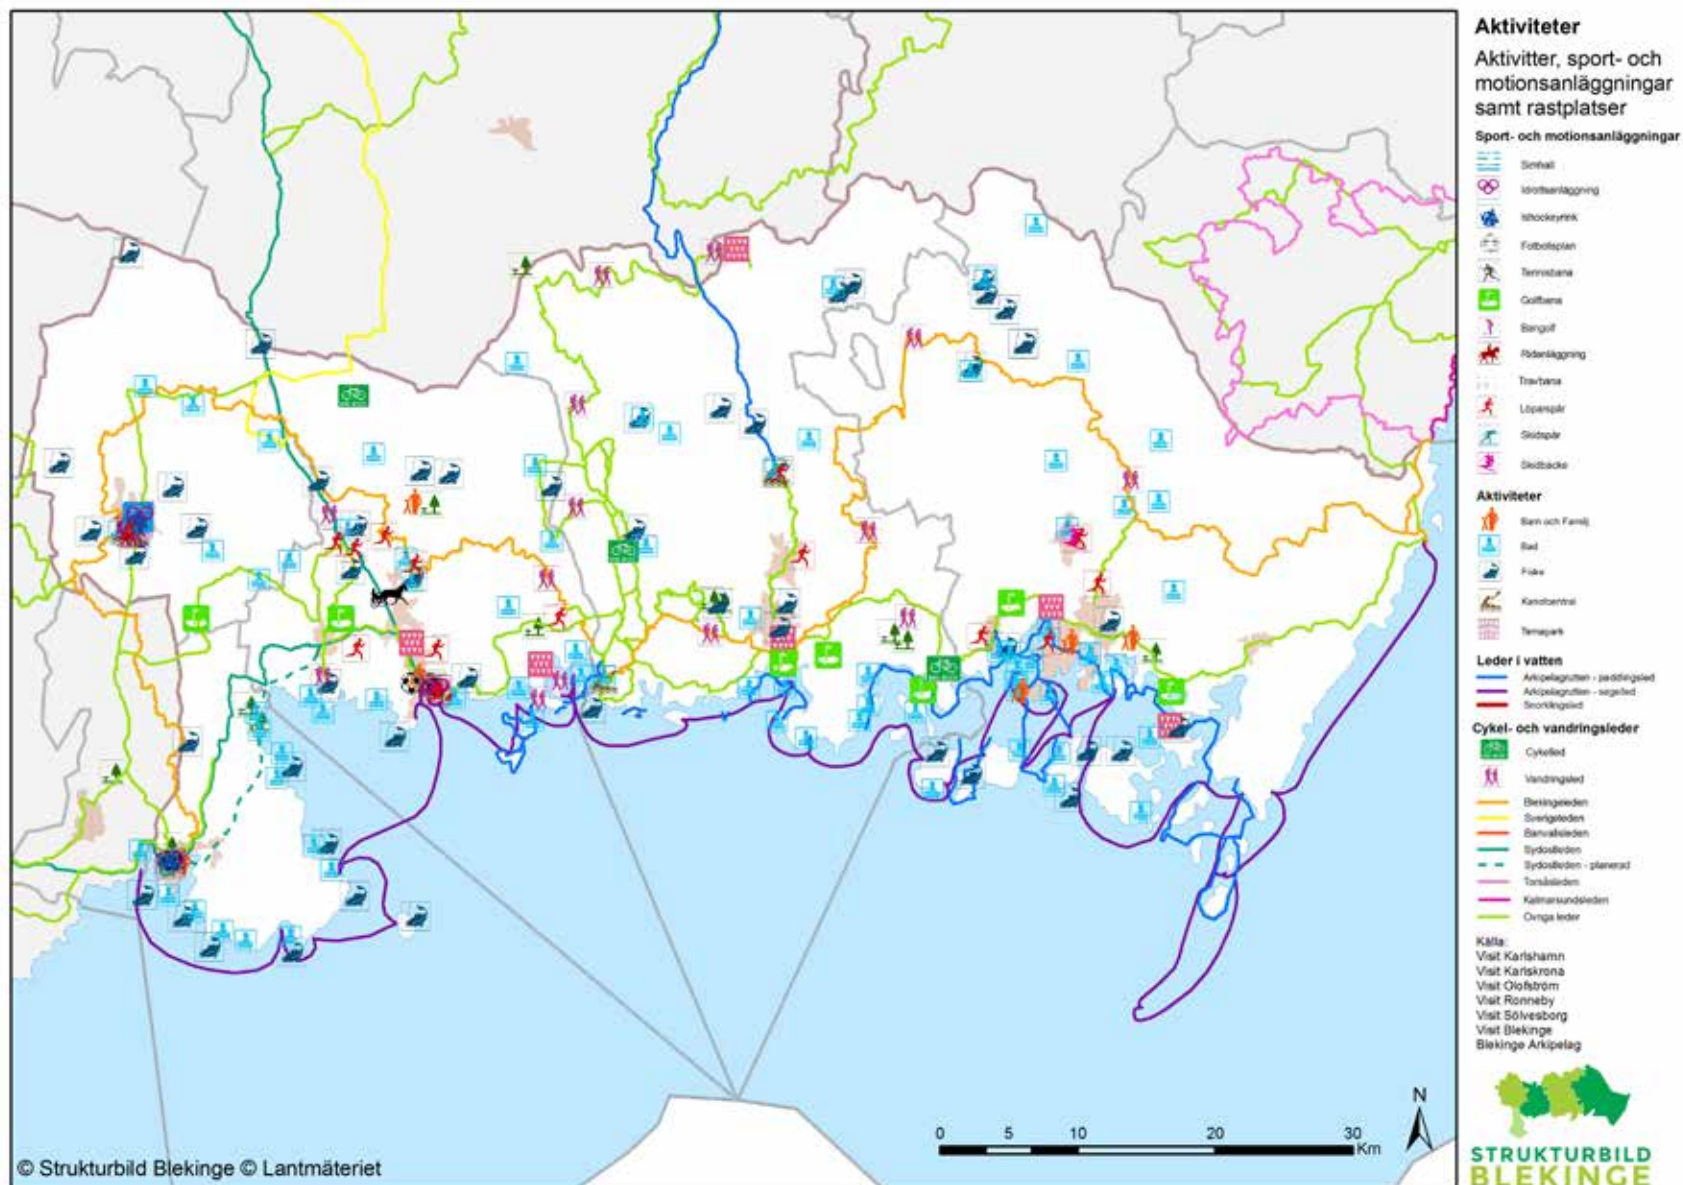 Aktiviteter
Aktivitter, sport- och
motionsanläggningar
samt rastplatser
Sport- och motionsanläggningar
Simhall
Idrottsanläggning
Ishockeyrink
Fotbollsplan
Tennisbana
Golfbana
Bangolf
Ridanläggning
Travbana
Löparspår
Skidspår
Skidbacke
Aktiviteter
Barn och Familj
Bad
Fiske
Kanotcentral
Temapark
Leder i vatten
Arkipelagrutten - paddlingsled
Arkipelagrutten - segelled
Snorklingsled
Cykel- och vandringsleder
Cykelled
Vandringsled
Blekingeleden
Sverigeleden
Banvallsleden
Sydostleden
Sydostleden - planerad
Torsåsleden
Kalmarsundsleden
Övriga leder
Källa:
Visit Karlshamn
Visit Karlskrona
Visit Olofström
Visit Ronneby
Visit Sölvesborg
Visit Blekinge
Blekinge Arkipelag
STRUKTURBILD
BLEKINGE
N
0 5 10 20 30
Km
© Strukturbild Blekinge © Lantmäteriet